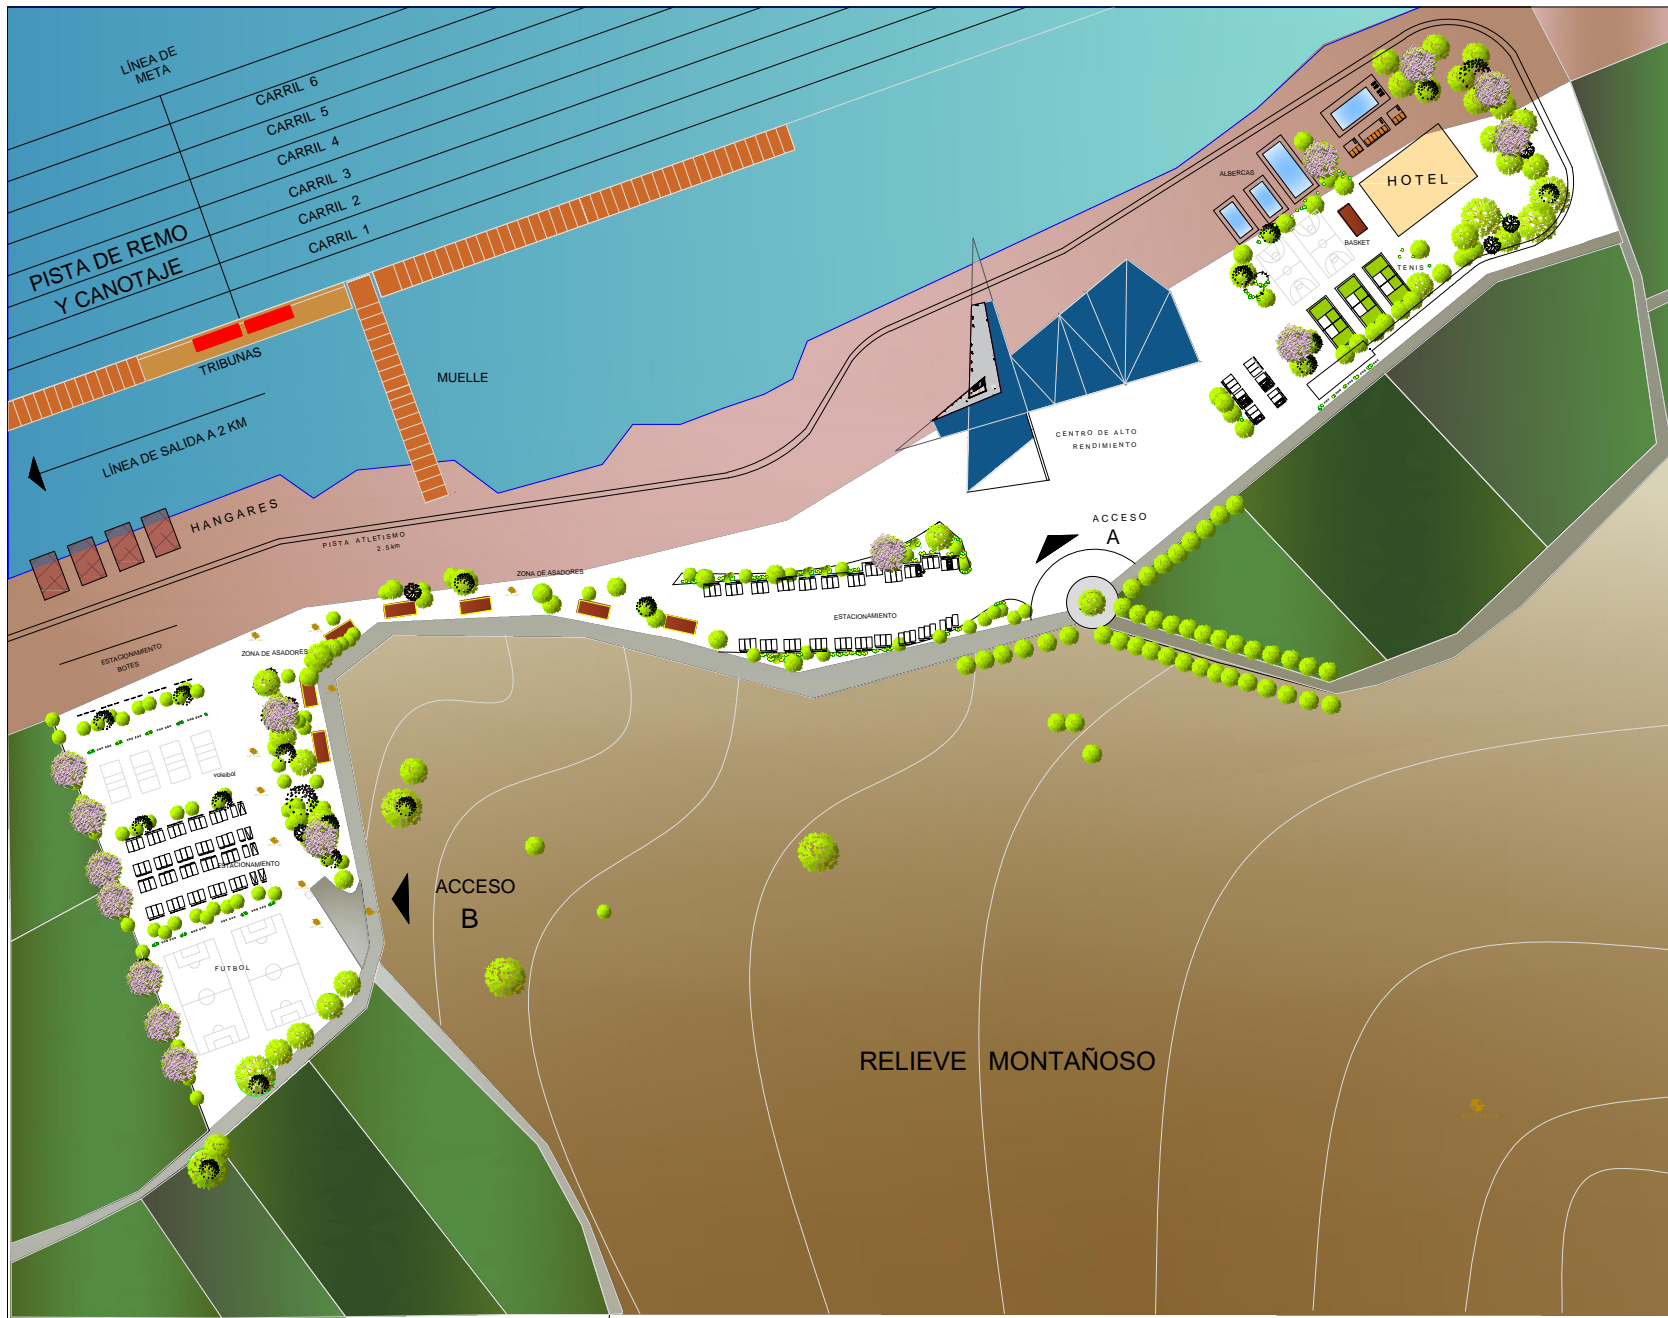 LÍNEA DE
META
CARRIL 6
CARRIL 5
CARRIL 4
CARRIL 3
CARRIL 2
CARRIL 1
PISTA DE REMO
Y CANOTAJE
TRIBUNAS
MUELLE
LÍNEA DE SALIDA A 2 KM
HANGARES
PISTA ATLETISMO
2.5km
ALBERCAS
HOTEL
BASKET
TENIS
CENTRO DE ALTO
RENDIMIENTO
ACCESO
A
ZONA DE ASADORES
ESTACIONAMIENTO
ESTACIONAMIENTO
BOTES
ZONA DE ASADORES
voleibol
ESTACIONAMIENTO
ACCESO
B
FUTBOL
RELIEVE MONTAÑOSO